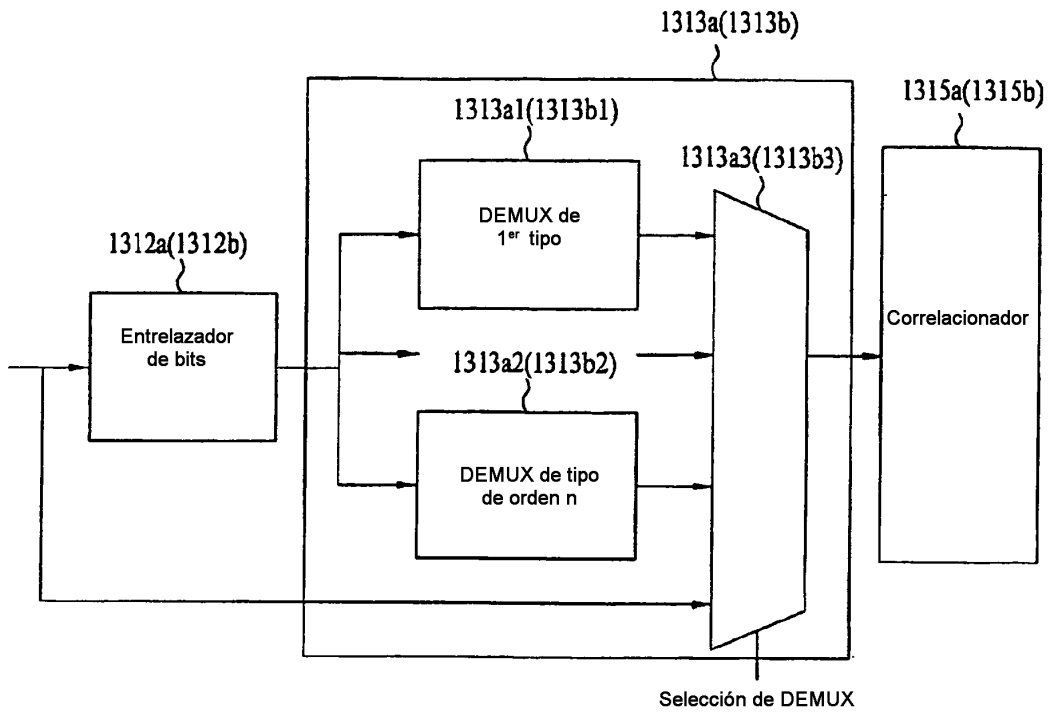 1313a(1313b)
1315a(1315b)
1313a1(1313b1)
1313a3(1313b3)
DEMUX de
1er tipo
1312a(1312b)
Entrelazador
de bits
Correlacionador
1313a2(1313b2)
DEMUX de tipo
de orden n
Selección de DEMUX